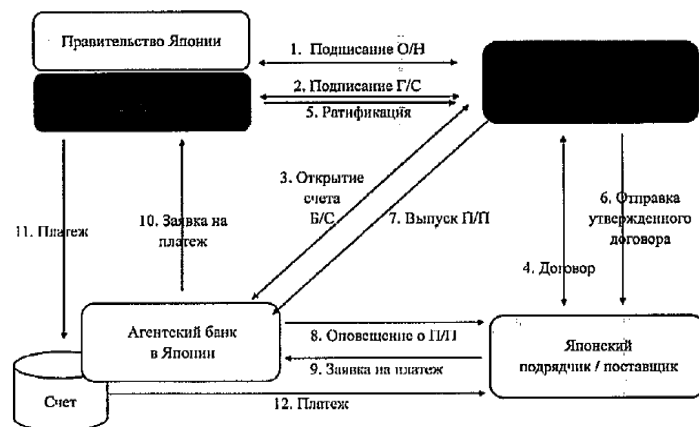 Правительство Японии
1. Подписание О/Н
2. Подписание Г/С
5. Ратификация
3. Открытие
счета
Б/С
7. Выпуск П/П
6. Отправка
утвержденного
договора
4. Договор
11. Платеж
10. Заявка на
платеж
Агентский банк
в Японии
8. Оповещение о П/П
9. Заявка на платеж
Японский
подрядчик / поставщик
Счет
12. Платеж